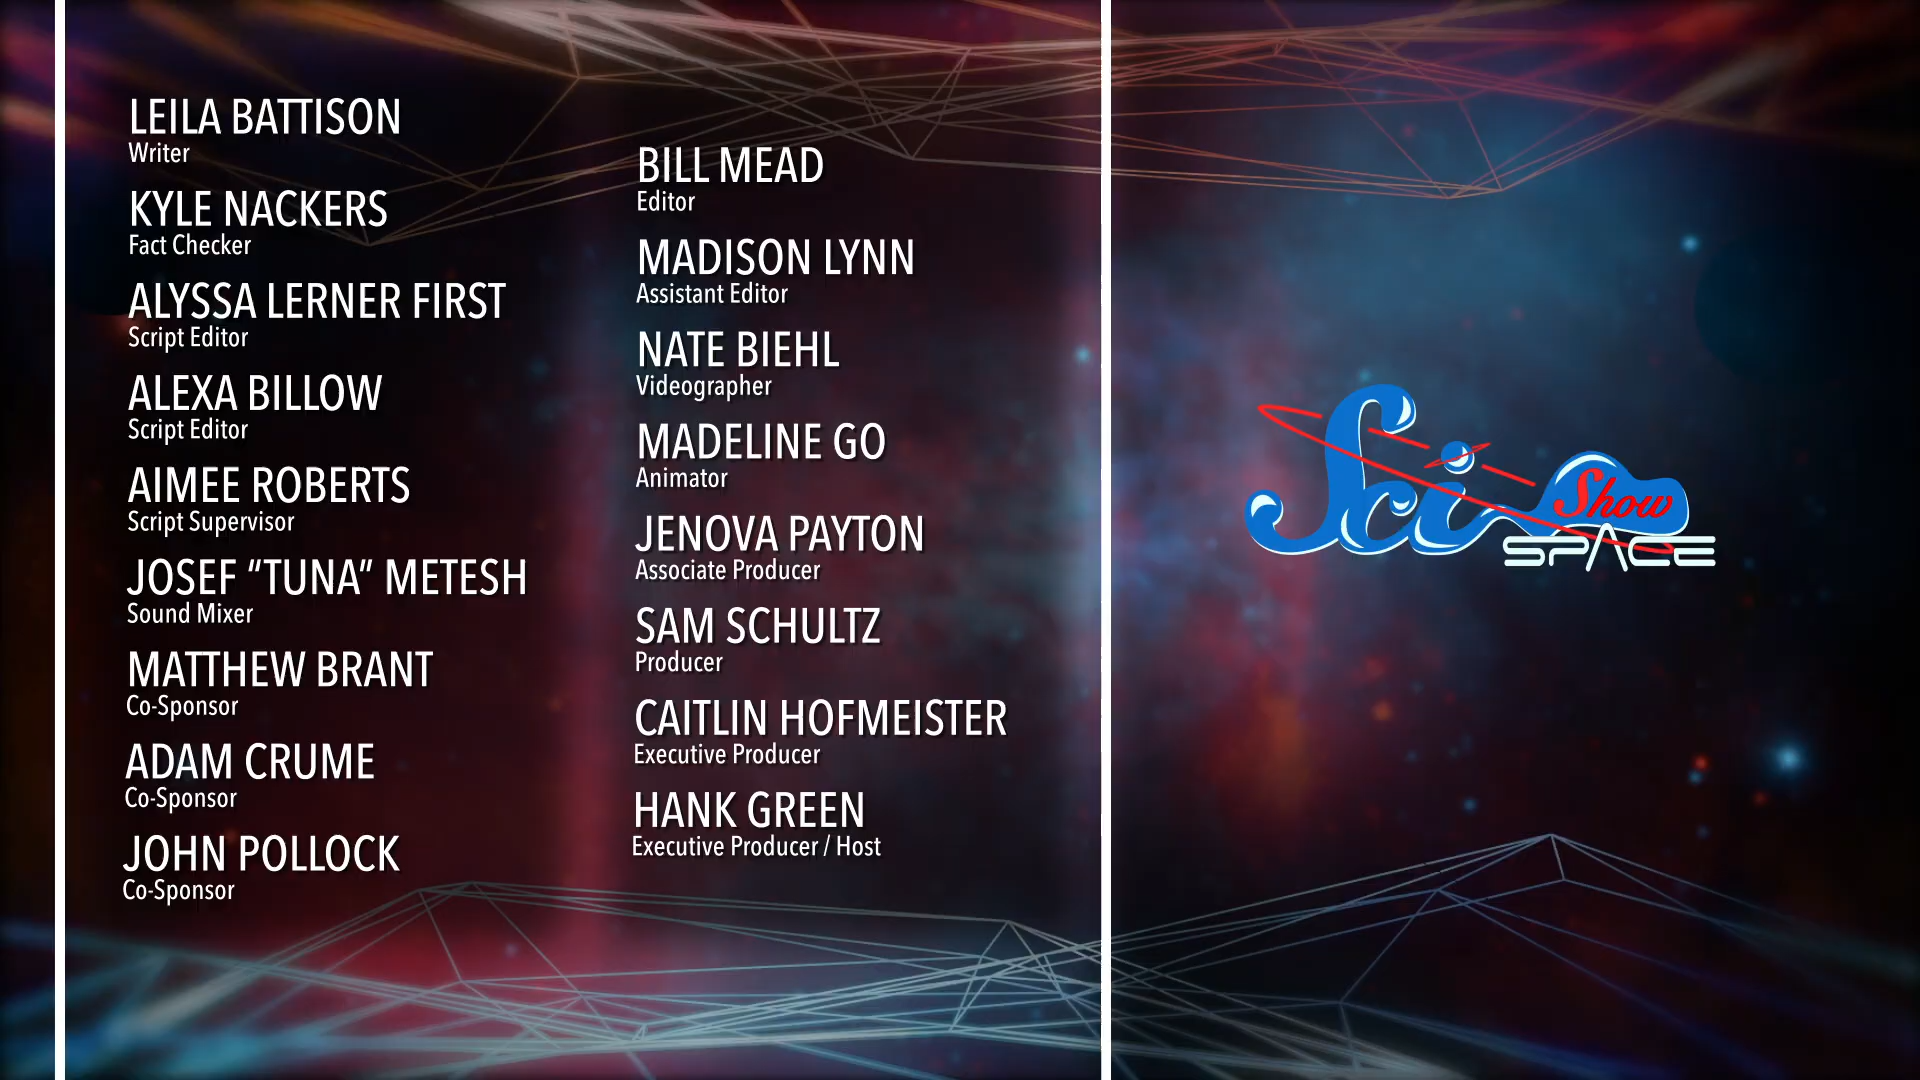 LEILA BATTISON
Writer
KYLE NACKERS
Fact Checker
ALYSSA LERNER FIRST
Script Editor
ALEXA BILLOW
Script Editor
AIMEE ROBERTS
Script Supervisor
JOSEF “TUNA” METESH
Sound Mixer
MATTHEW BRANT
Co-Sponsor
ADAM CRUME
Co-Sponsor
JOHN POLLOCK
Co-Sponsor
BILL MEAD
Editor
MADISON LYNN
Assistant Editor
NATE BIEHL
Videographer
MADELINE GO
Animator
JENOVA PAYTON
Associate Producer
SAM SCHULTZ
Producer
CAITLIN HOFMEISTER
Executive Producer
HANK GREEN
Executive Producer / Host
Sci Show
SPACE